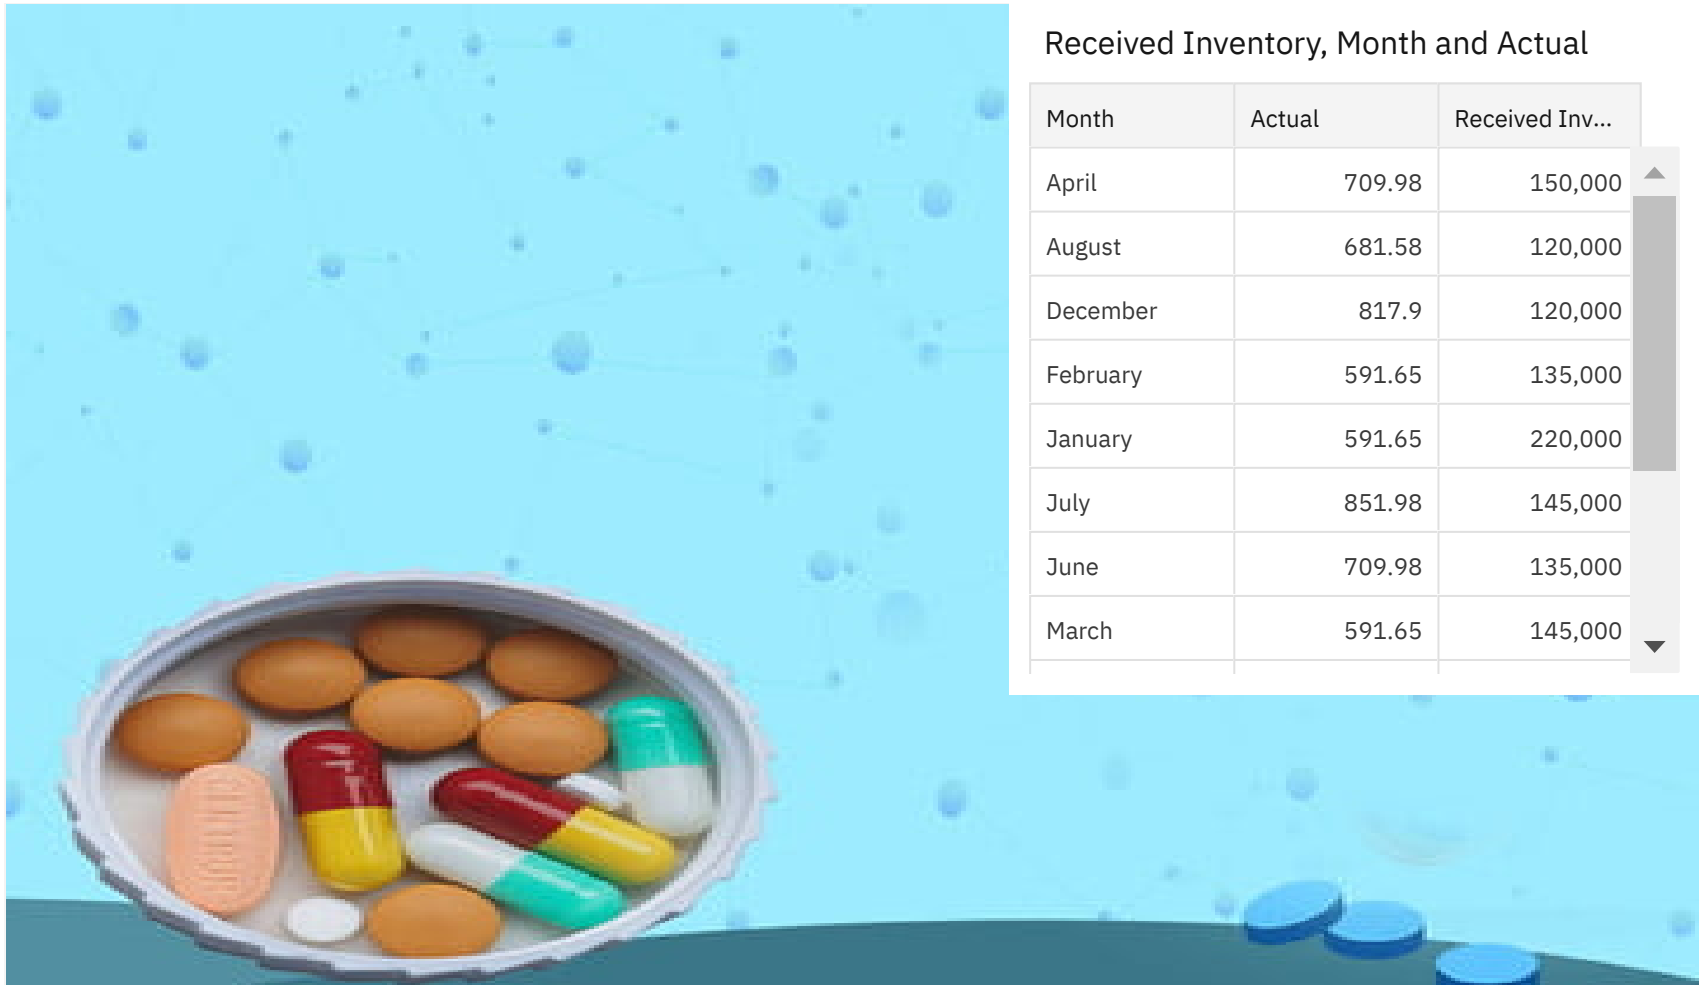 Received Inventory, Month and Actual
Month Actual Received Inv...
April 709.98 150,000
August 681.58 120,000
December 817.9 120,000
February 591.65 135,000
January 591.65 220,000
July 851.98 145,000
June 709.98 135,000
March 591.65 145,000